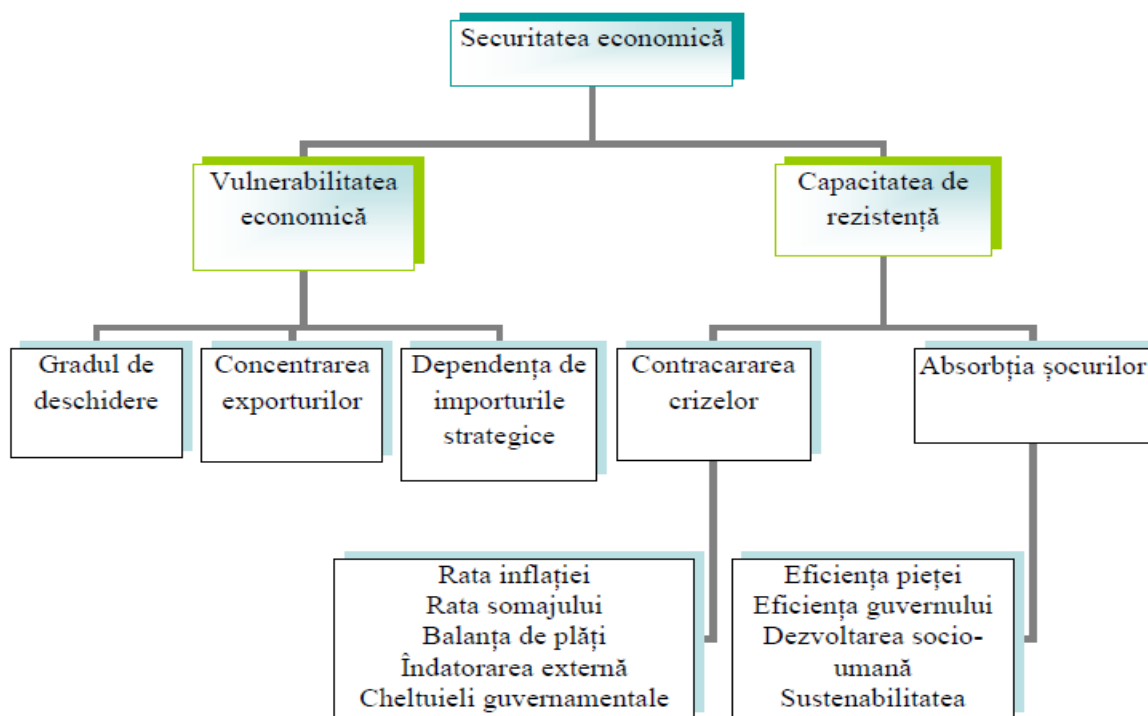 Securitatea economică
Vulnerabilitatea
economică
Capacitatea de
rezistență
Gradul de
deschidere
Concentrarea
exporturilor
Dependența de
importurile
strategice
Contracararea
crizelor
Absorbția șocurilor
Rata inflației
Rata somajului
Balanța de plăți
Îndatorarea externă
Cheltuieli guvernamentale
Eficiența pieței
Eficiența guvernului
Dezvoltarea socio-
umană
Sustenabilitatea